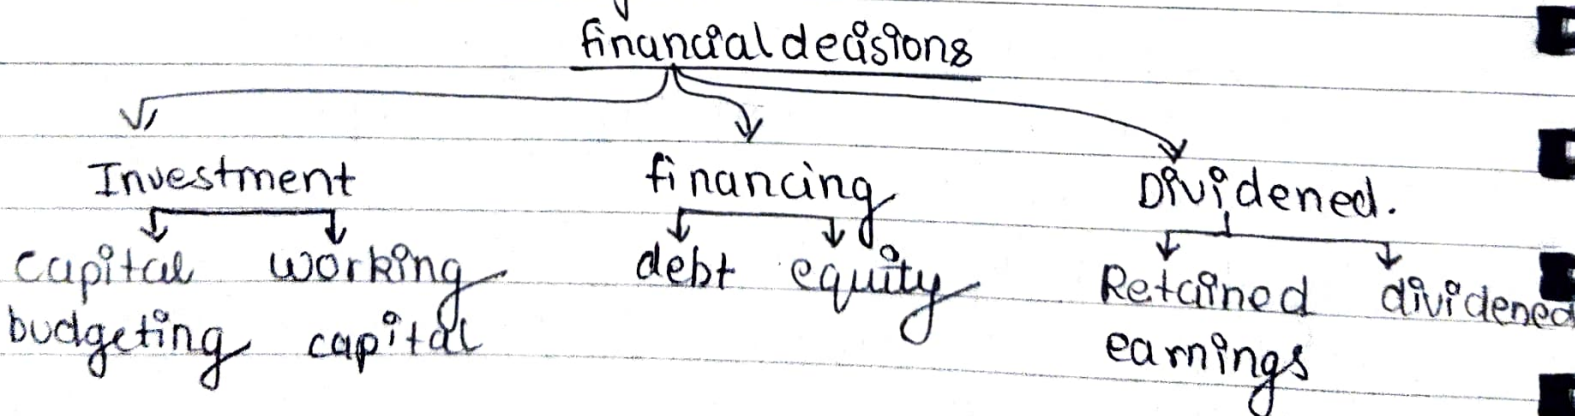 financial decisions
Investment financing Dividened.
capital working debt equity Retained dividened
budgeting capital earnings